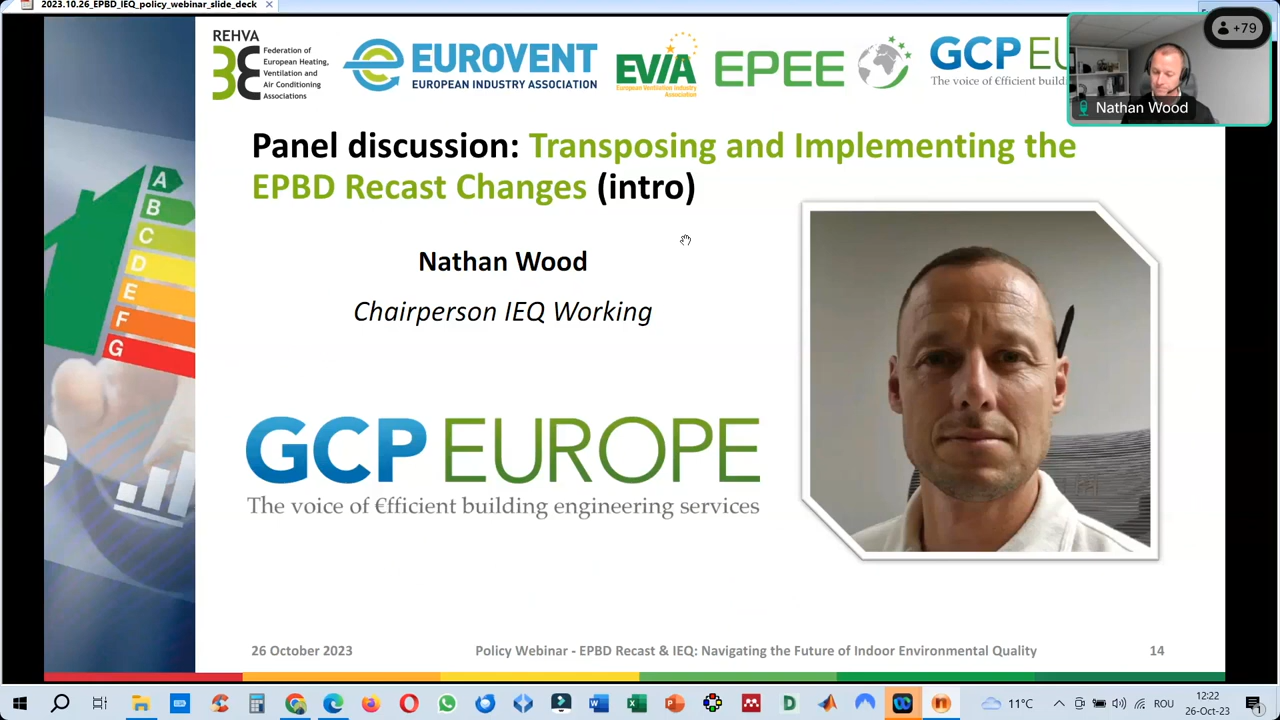 2023.10.26_EPBD_IEQ_policy_webinar_slide_deck
+79
REHVA
Federation of
European Heating,
Ventilation and
Air Conditioning
Associations
EUROVENT
EUROPEAN INDUSTRY ASSOCIATION
EVIA
European Ventilation Industry
Association
EPEE
GCP EU
The voice of €fficient build
Nathan Wood
Panel discussion: Transposing and Implementing the
EPBD Recast Changes (intro)
Nathan Wood
Chairperson IEQ Working
GCP EUROPE
The voice of €fficient building engineering services
A
B
C
D
E
F
G
26 October 2023
Policy Webinar - EPBD Recast & IEQ: Navigating the Future of Indoor Environmental Quality
14
11°C
ROU
12:22
26-Oct-23
1